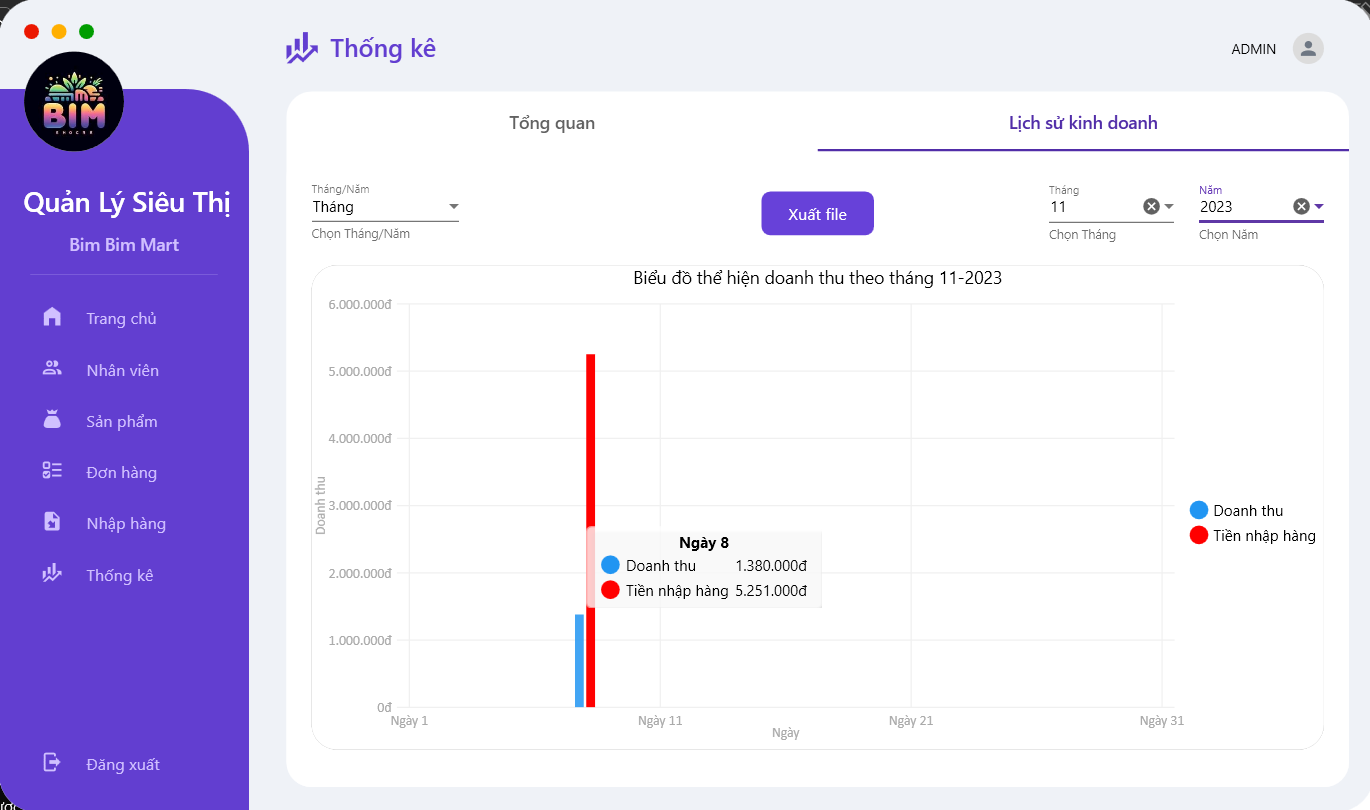 BIM
Quản Lý Siêu Thị
Bim Bim Mart
Trang chủ
Nhân viên
Sản phẩm
Đơn hàng
Nhập hàng
Thống kê
Đăng xuất
Thống kê
ADMIN
Tổng quan
Lịch sử kinh doanh
Tháng/Năm
Tháng
Chọn Tháng/Năm
Xuất file
Tháng
11
Chọn Tháng
Năm
2023
Chọn Năm
Biểu đồ thể hiện doanh thu theo tháng 11-2023
6.000.000đ
5.000.000đ
4.000.000đ
3.000.000đ
2.000.000đ
1.000.000đ
0đ
Doanh thu
Ngày 8
Doanh thu 1.380.000đ
Tiền nhập hàng 5.251.000đ
Ngày 1
Ngày 11
Ngày 21
Ngày 31
Ngày
Doanh thu
Tiền nhập hàng